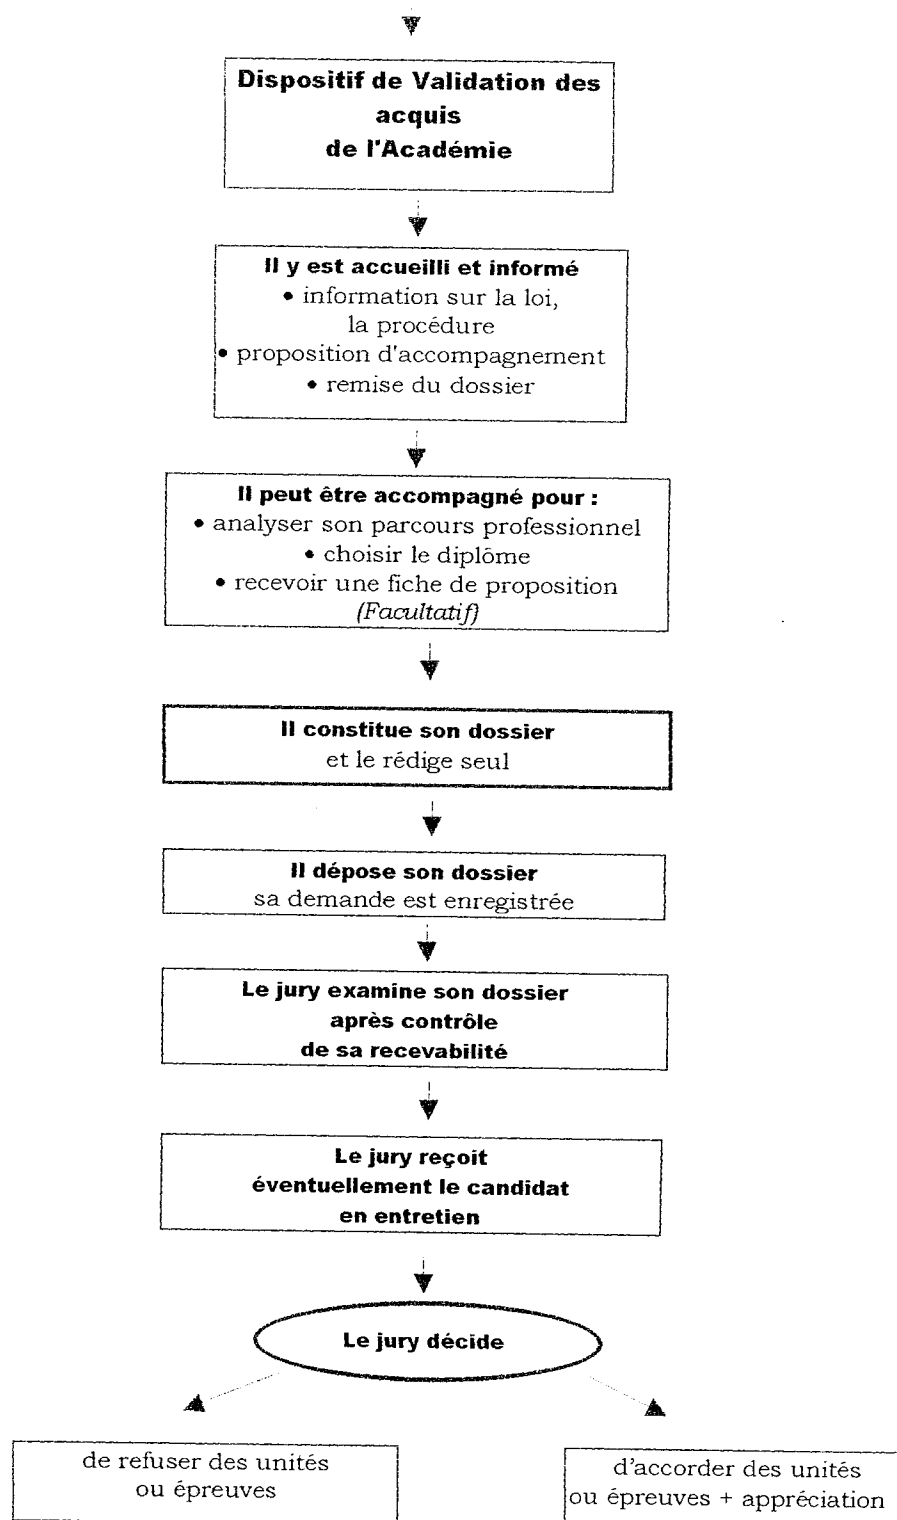 Dispositif de Validation des
acquis
de l'Académie
Il y est accueilli et informé
• information sur la loi,
la procédure
• proposition d'accompagnement
• remise du dossier
Il peut être accompagné pour :
• analyser son parcours professionnel
• choisir le diplôme
• recevoir une fiche de proposition
(Facultatif)
Il constitue son dossier
et le rédige seul
Il dépose son dossier
sa demande est enregistrée
Le jury examine son dossier
après contrôle
de sa recevabilité
Le jury reçoit
éventuellement le candidat
en entretien
Le jury décide
de refuser des unités
ou épreuves
d'accorder des unités
ou épreuves + appréciation